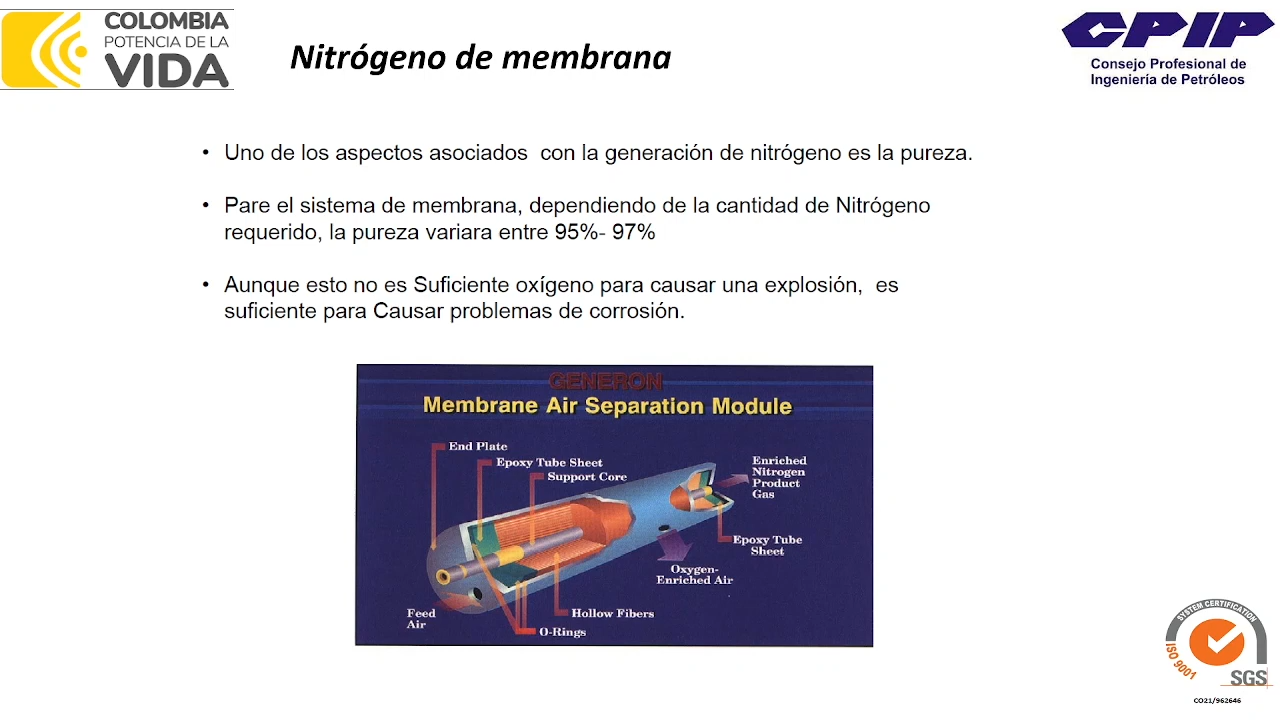 COLOMBIA
POTENCIA DE LA
VIDA
Nitrógeno de membrana
CPIP
Consejo Profesional de
Ingeniería de Petróleos
• Uno de los aspectos asociados con la generación de nitrógeno es la pureza.
• Pare el sistema de membrana, dependiendo de la cantidad de Nitrógeno
requerido, la pureza variara entre 95%- 97%
• Aunque esto no es Suficiente oxígeno para causar una explosión, es
suficiente para Causar problemas de corrosión.
GENERON
Membrane Air Separation Module
End Plate
Epoxy Tube Sheet
Support Core
Enriched
Nitrogen
Product
Gas
Epoxy Tube
Sheet
Oxygen-
Enriched Air
Feed
Air
Hollow Fibers
O-Rings
SYSTEM CERTIFICATION
ISO 9001
SGS
CO21/962646